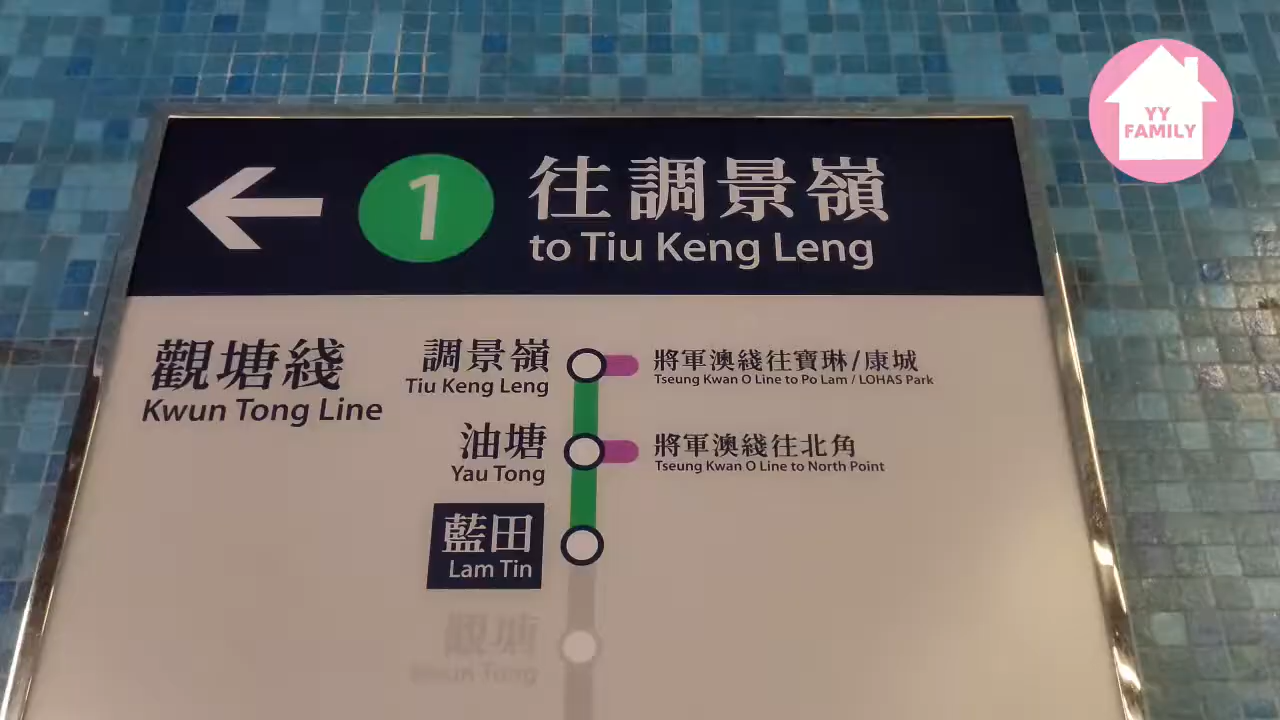 1
往調景嶺
to Tiu Keng Leng
觀塘綫
Kwun Tong Line
調景嶺
Tiu Keng Leng
將軍澳綫往寶琳/康城
Tseung Kwan O Line to Po Lam / LOHAS Park
油塘
Yau Tong
將軍澳綫往北角
Tseung Kwan O Line to North Point
藍田
Lam Tin
觀塘
Kwun Tong
YY
FAMILY